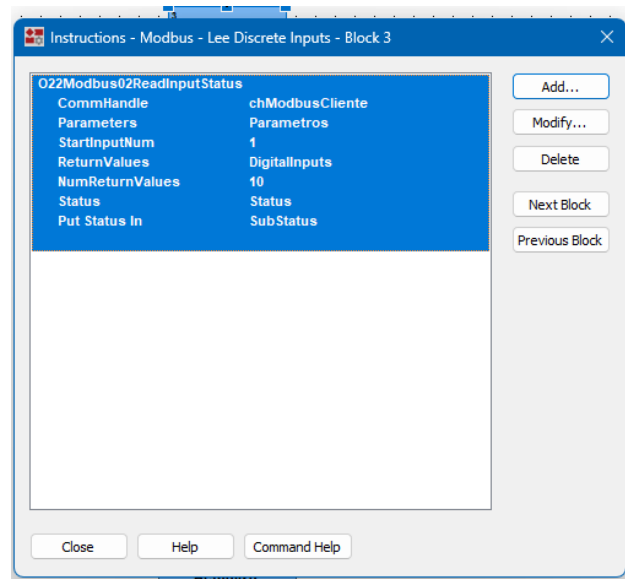 3
Instructions - Modbus - Lee Discrete Inputs - Block 3
O22Modbus02ReadInputStatus
CommHandle chModbusCliente
Parameters Parametros
StartInputNum 1
ReturnValues DigitalInputs
NumReturnValues 10
Status Status
Put Status In SubStatus
Add...
Modify...
Delete
Next Block
Previous Block
Close Help Command Help